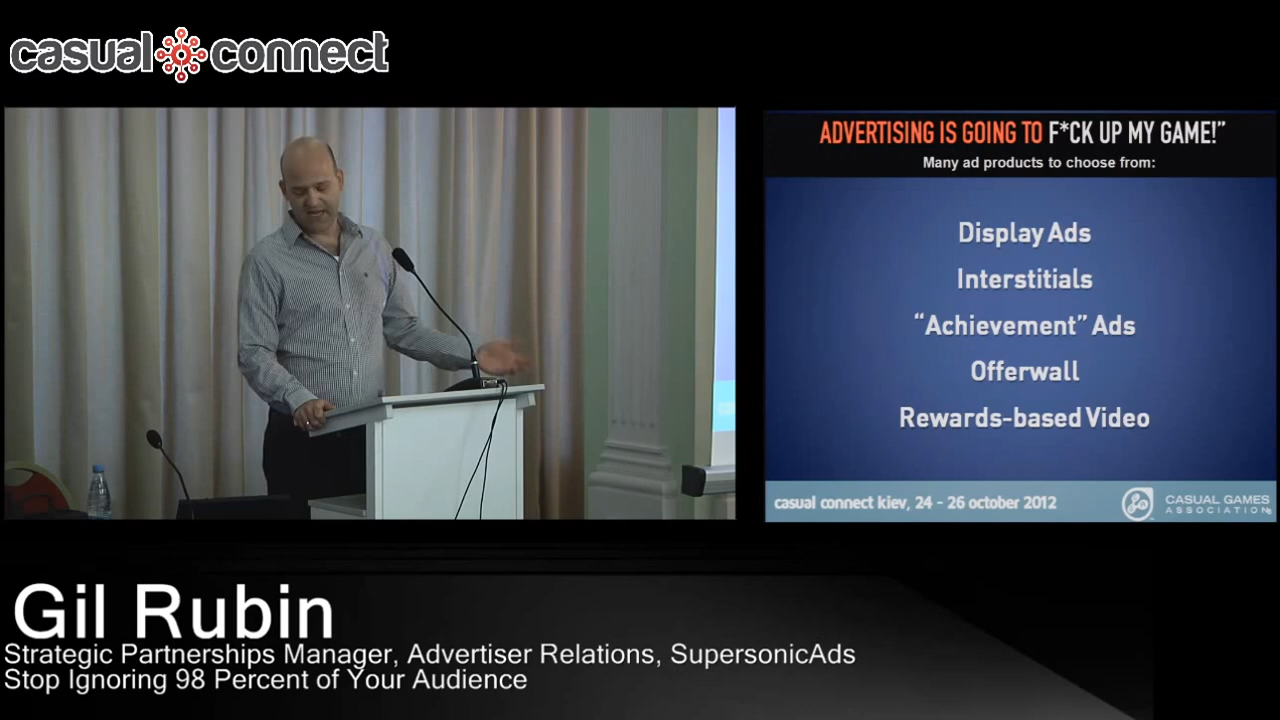 casual connect
ADVERTISING IS GOING TO F*CK UP MY GAME!”
Many ad products to choose from:
Display Ads
Interstitials
“Achievement” Ads
Offerwall
Rewards-based Video
casual connect kiev, 24 - 26 october 2012
CASUAL GAMES
ASSOCIATION
Gil Rubin
Strategic Partnerships Manager, Advertiser Relations, SupersonicAds
Stop Ignoring 98 Percent of Your Audience